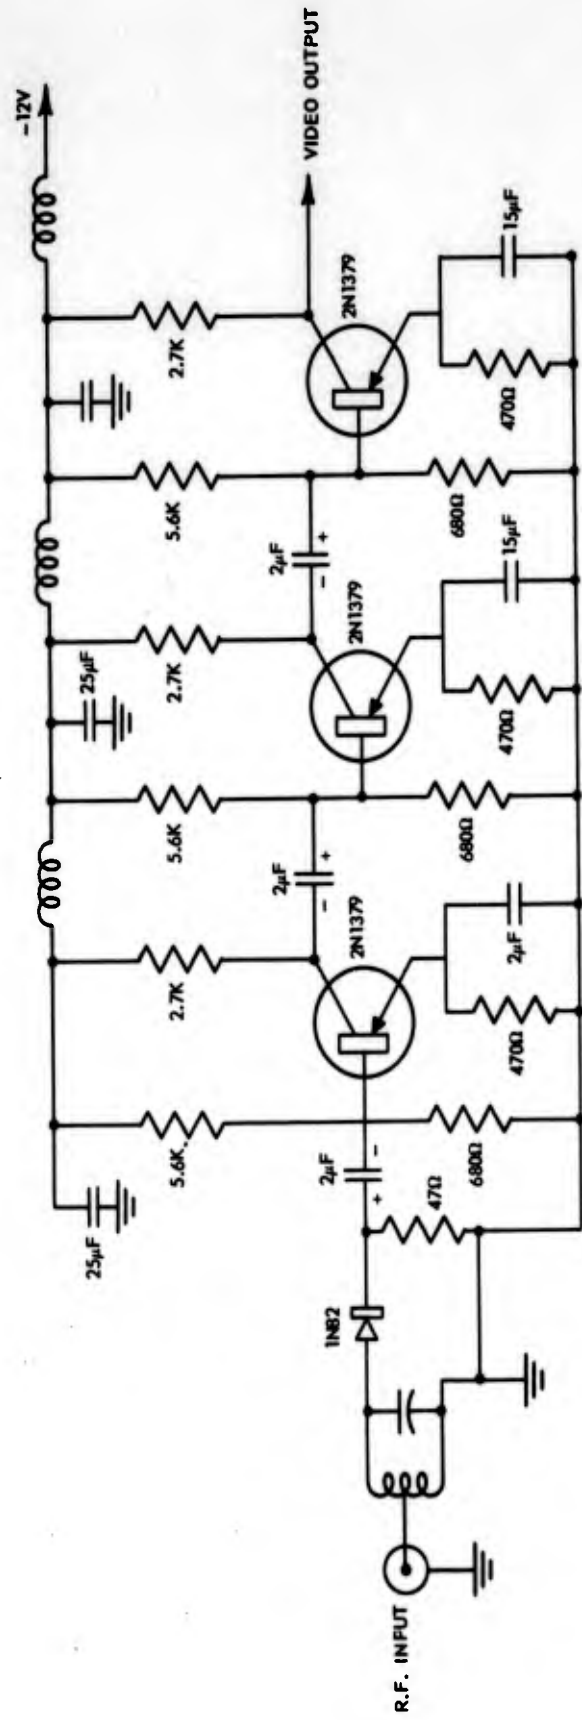 -12V
VIDEO OUTPUT
2.7K
2N1379
15µF
470Ω
5.6K
680Ω
2µF
- +
25µF
2.7K
2N1379
15µF
470Ω
5.6K
680Ω
2µF
- +
2.7K
2N1379
2µF
470Ω
5.6K
680Ω
2µF
+ -
25µF
47Ω
1N82
R.F. INPUT